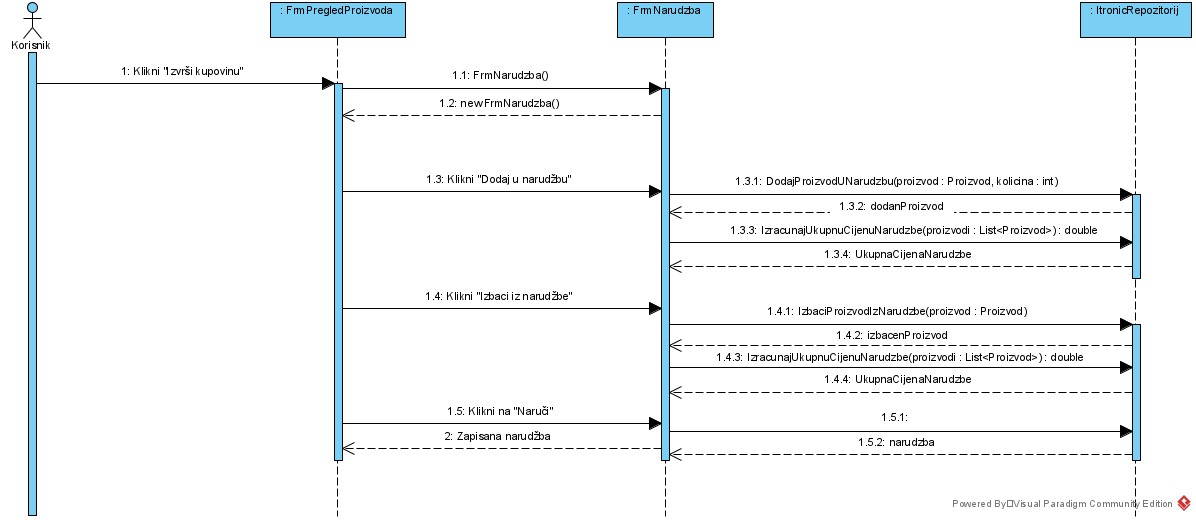 : FrmPregledProizvoda
: FrmNarudzba
: ItronicRepozitorij
Korisnik
1: Klikni "Izvrši kupovinu"
1.1: FrmNarudzba()
1.2: newFrmNarudzba()
1.3: Klikni "Dodaj u narudžbu"
1.3.1: DodajProizvodUNarudzbu(proizvod : Proizvod, kolicina : int)
1.3.2: dodanProizvod
1.3.3: IzracunajUkupnuCijenuNarudzbe(proizvodi : List<Proizvod>) : double
1.3.4: UkupnaCijenaNarudzbe
1.4: Klikni "Izbaci iz narudžbe"
1.4.1: IzbaciProizvodIzNarudzbe(proizvod : Proizvod)
1.4.2: izbacenProizvod
1.4.3: IzracunajUkupnuCijenuNarudzbe(proizvodi : List<Proizvod>) : double
1.4.4: UkupnaCijenaNarudzbe
1.5: Klikni na "Naruči"
1.5.1:
2: Zapisana narudžba
1.5.2: narudzba
Powered By Visual Paradigm Community Edition